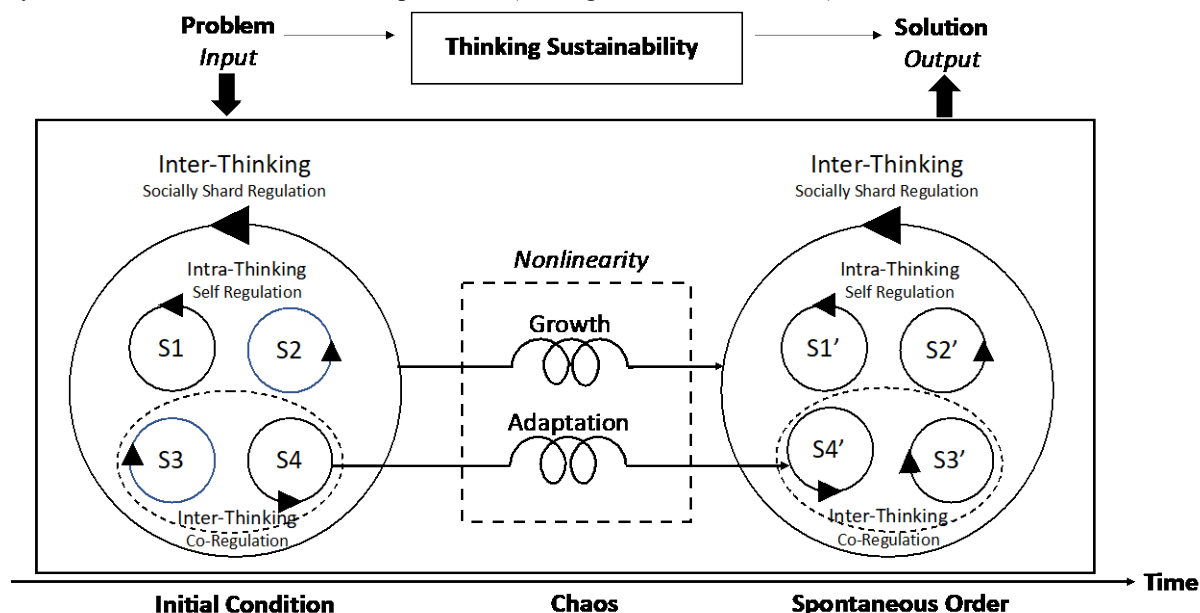 Problem
Input
Thinking Sustainability
Solution
Output
Inter-Thinking
Socially Shard Regulation
Intra-Thinking
Self Regulation
S1
S2
S3
S4
Inter-Thinking
Co-Regulation
Nonlinearity
Growth
Adaptation
Inter-Thinking
Socially Shard Regulation
Intra-Thinking
Self Regulation
S1’
S2’
S4’
S3’
Inter-Thinking
Co-Regulation
Time
Initial Condition
Chaos
Spontaneous Order